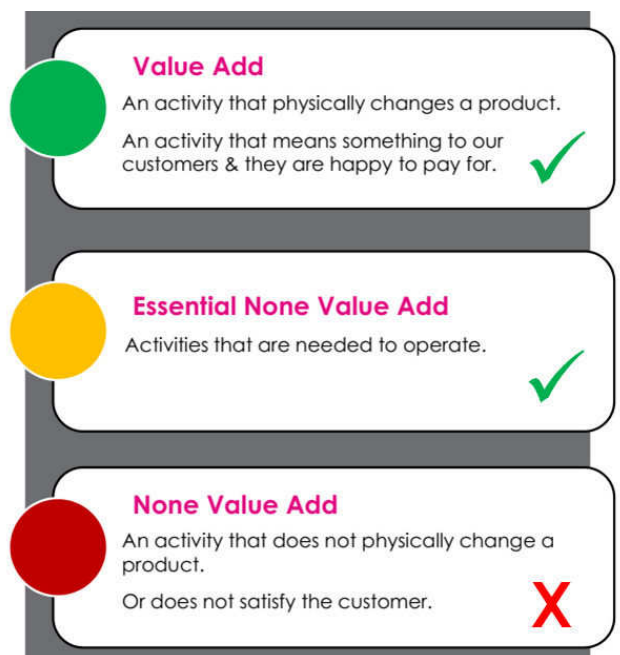 Value Add
An activity that physically changes a product.
An activity that means something to our
customers & they are happy to pay for.
Essential None Value Add
Activities that are needed to operate.
None Value Add
An activity that does not physically change a
product.
Or does not satisfy the customer.
X